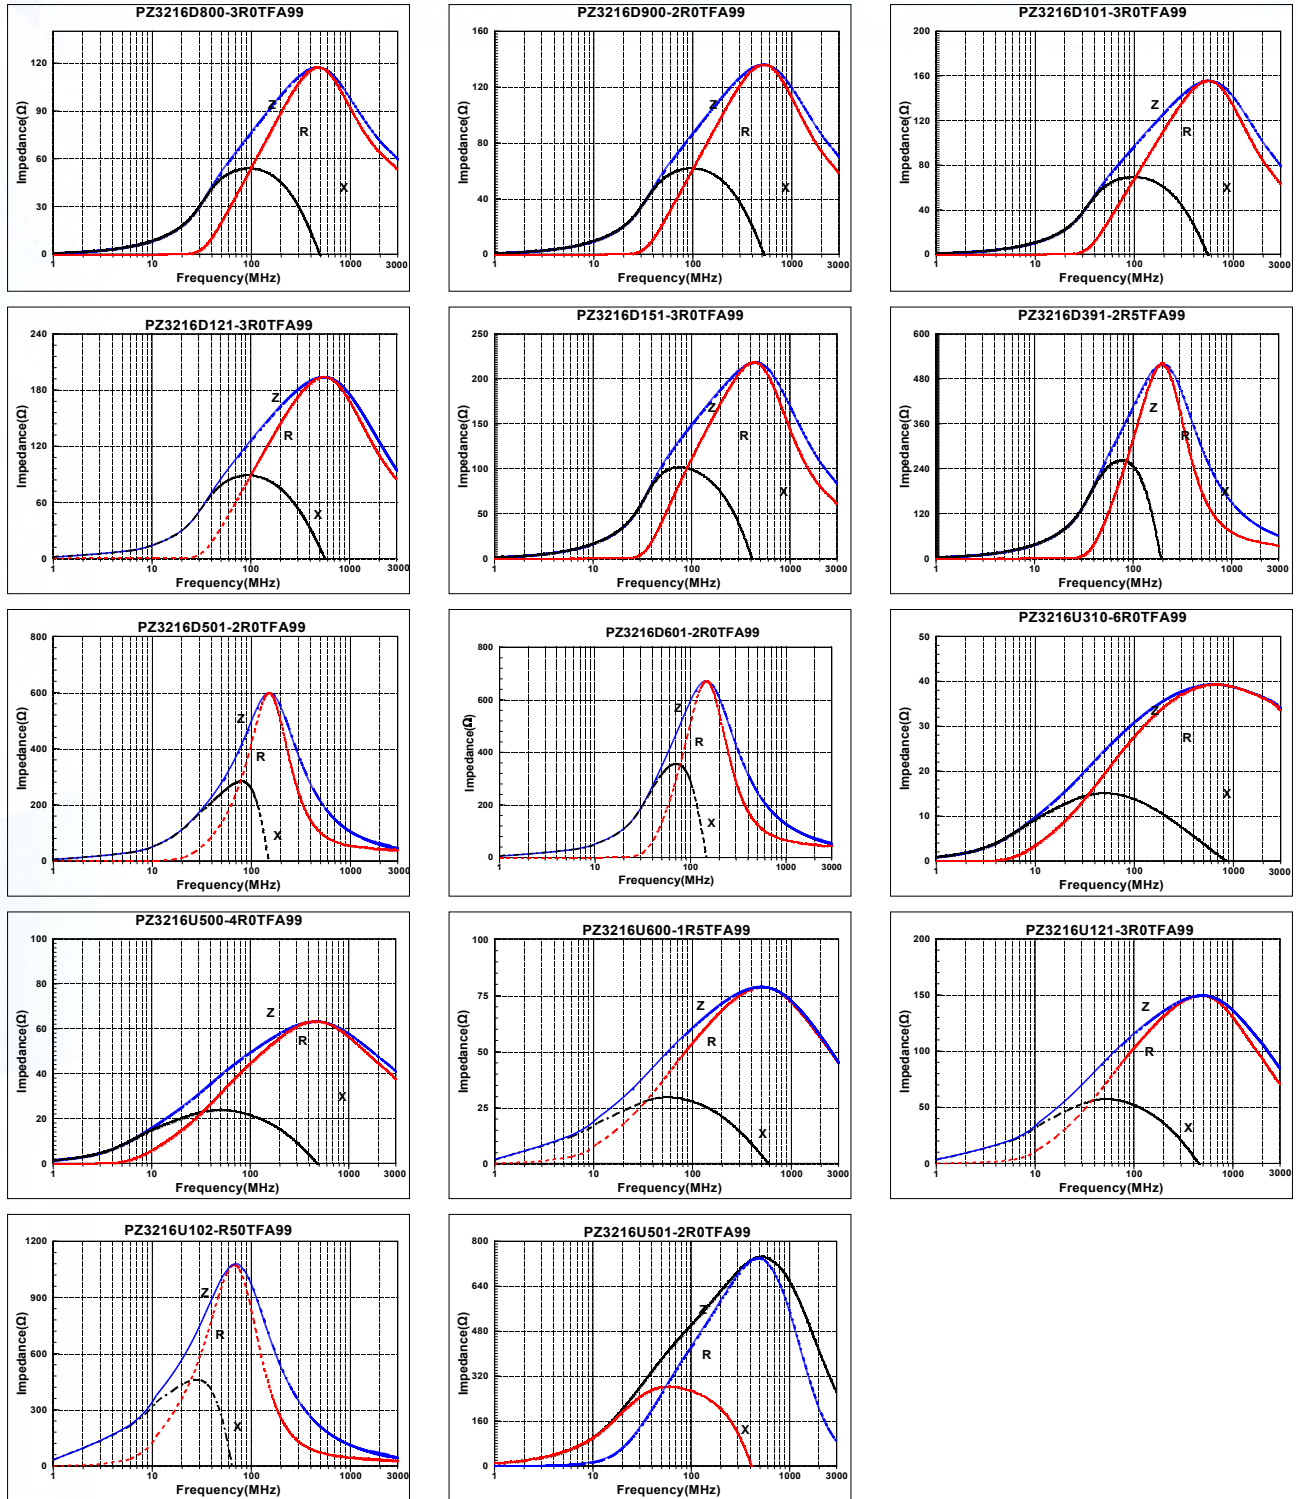 PZ3216D800-3R0TFA99
Impedance(Ω)
120
90
60
30
0
Z
R
X
1
10
100
1000
3000
Frequency(MHz)
PZ3216D900-2R0TFA99
Impedance(Ω)
160
120
80
40
0
Z
R
X
1
10
100
1000
3000
Frequency(MHz)
PZ3216D101-3R0TFA99
Impedance(Ω)
200
160
120
80
40
0
Z
R
X
1
10
100
1000
3000
Frequency(MHz)
PZ3216D121-3R0TFA99
Impedance(Ω)
240
180
120
60
0
Z
R
X
1
10
100
1000
3000
Frequency(MHz)
PZ3216D151-3R0TFA99
Impedance(Ω)
250
200
150
100
50
0
Z
R
X
1
10
100
1000
3000
Frequency(MHz)
PZ3216D391-2R5TFA99
Impedance(Ω)
600
480
360
240
120
0
Z
R
X
1
10
100
1000
3000
Frequency(MHz)
PZ3216D501-2R0TFA99
Impedance(Ω)
800
600
400
200
0
Z
R
X
1
10
100
1000
3000
Frequency(MHz)
PZ3216D601-2R0TFA99
Impedance(Ω)
800
600
400
200
0
Z
R
X
1
10
100
1000
3000
Frequency(MHz)
PZ3216U310-6R0TFA99
Impedance(Ω)
50
40
30
20
10
0
Z
R
X
1
10
100
1000
3000
Frequency(MHz)
PZ3216U500-4R0TFA99
Impedance(Ω)
100
80
60
40
20
0
Z
R
X
1
10
100
1000
3000
Frequency(MHz)
PZ3216U600-1R5TFA99
Impedance(Ω)
100
75
50
25
0
Z
R
X
1
10
100
1000
3000
Frequency(MHz)
PZ3216U121-3R0TFA99
Impedance(Ω)
200
150
100
50
0
Z
R
X
1
10
100
1000
3000
Frequency(MHz)
PZ3216U102-R50TFA99
Impedance(Ω)
1200
900
600
300
0
Z
R
X
1
10
100
1000
3000
Frequency(MHz)
PZ3216U501-2R0TFA99
Impedance(Ω)
800
640
480
320
160
0
Z
R
X
1
10
100
1000
3000
Frequency(MHz)